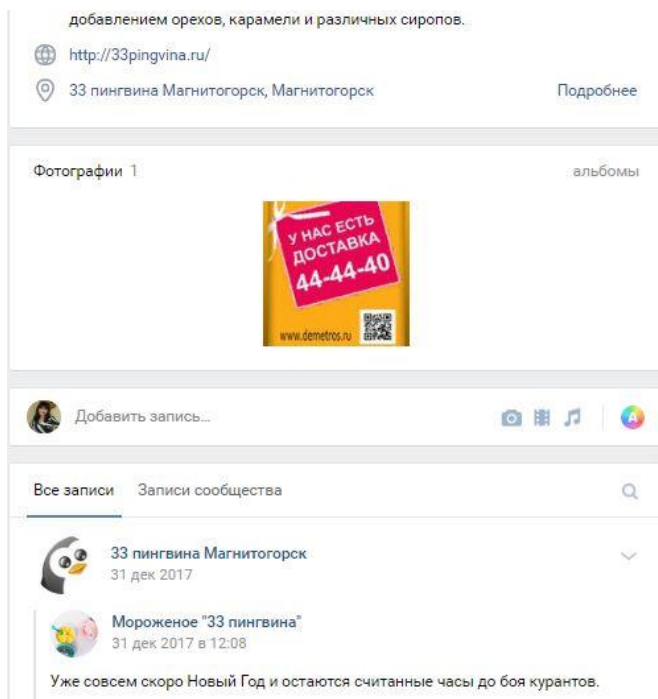 добавлением орехов, карамели и различных сиропов.
http://33pingvina.ru/
33 пингвина Магнитогорск, Магнитогорск Подробнее
Фотографии 1 альбомы
У НАС ЕСТЬ
ДОСТАВКА
44-44-40
www.demetros.ru
Добавить запись...
A
Все записи Записи сообщества
33 пингвина Магнитогорск
31 дек 2017
Мороженое "33 пингвина"
31 дек 2017 в 12:08
Уже совсем скоро Новый Год и остаются считанные часы до боя курантов.